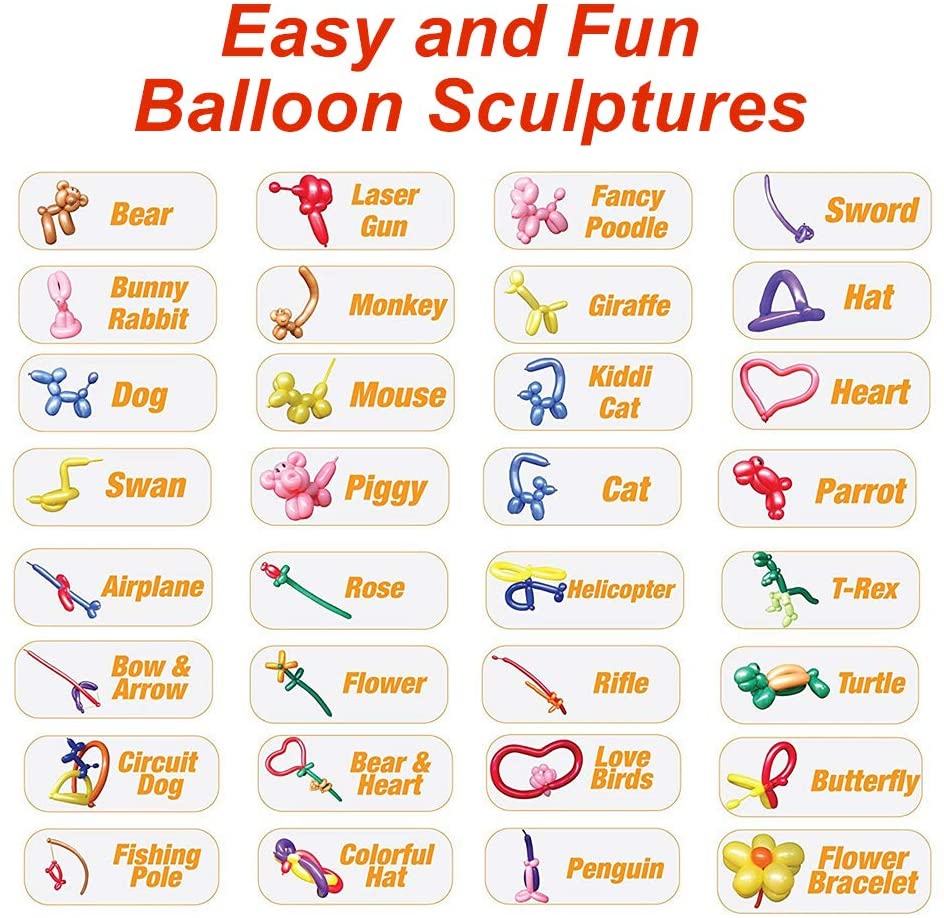 Easy and Fun
Balloon Sculptures
Bear
Laser
Gun
Fancy
Poodle
Sword
Bunny
Rabbit
Monkey
Giraffe
Hat
Dog
Mouse
Kiddi
Cat
Heart
Swan
Piggy
Cat
Parrot
Airplane
Rose
Helicopter
T-Rex
Bow &
Arrow
Flower
Rifle
Turtle
Circuit
Dog
Bear &
Heart
Love
Birds
Butterfly
Fishing
Pole
Colorful
Hat
Penguin
Flower
Bracelet